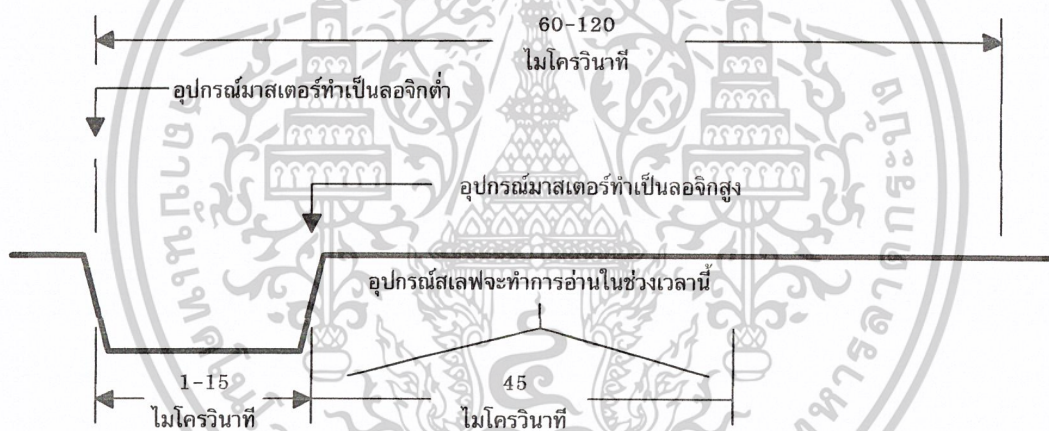 60-120
ไมโครวินาที
อุปกรณ์มาสเตอร์ทำเป็นลอจิกต่ำ
อุปกรณ์มาสเตอร์ทำเป็นลอจิกสูง
อุปกรณ์สเลฟจะทำการอ่านในช่วงเวลานี้
1-15
ไมโครวินาที
45
ไมโครวินาที